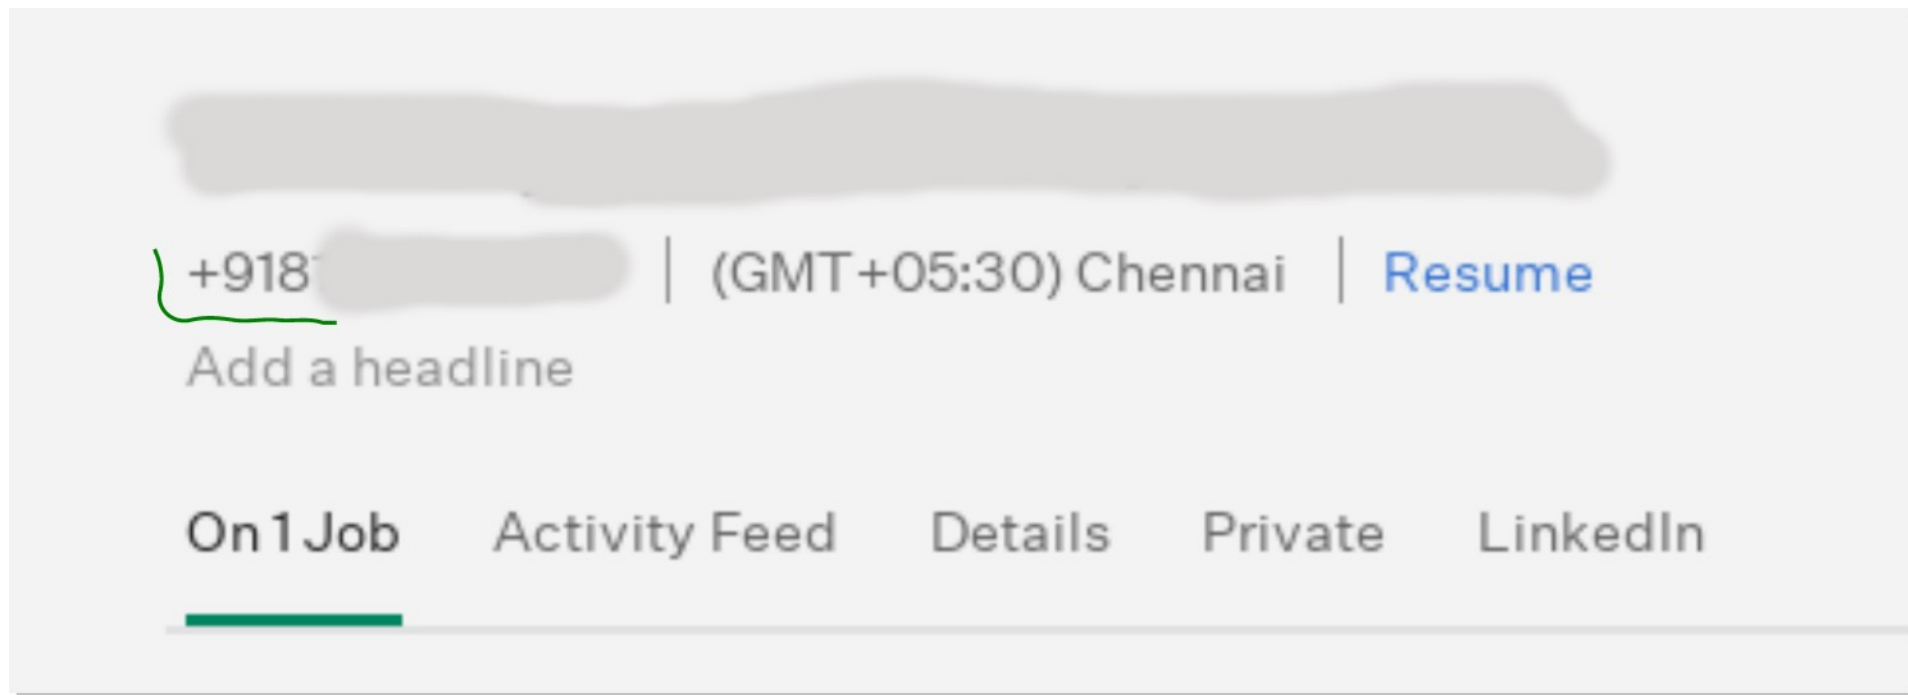 +918
(GMT+05:30) Chennai
Resume
Add a headline
On 1 Job
Activity Feed
Details
Private
LinkedIn